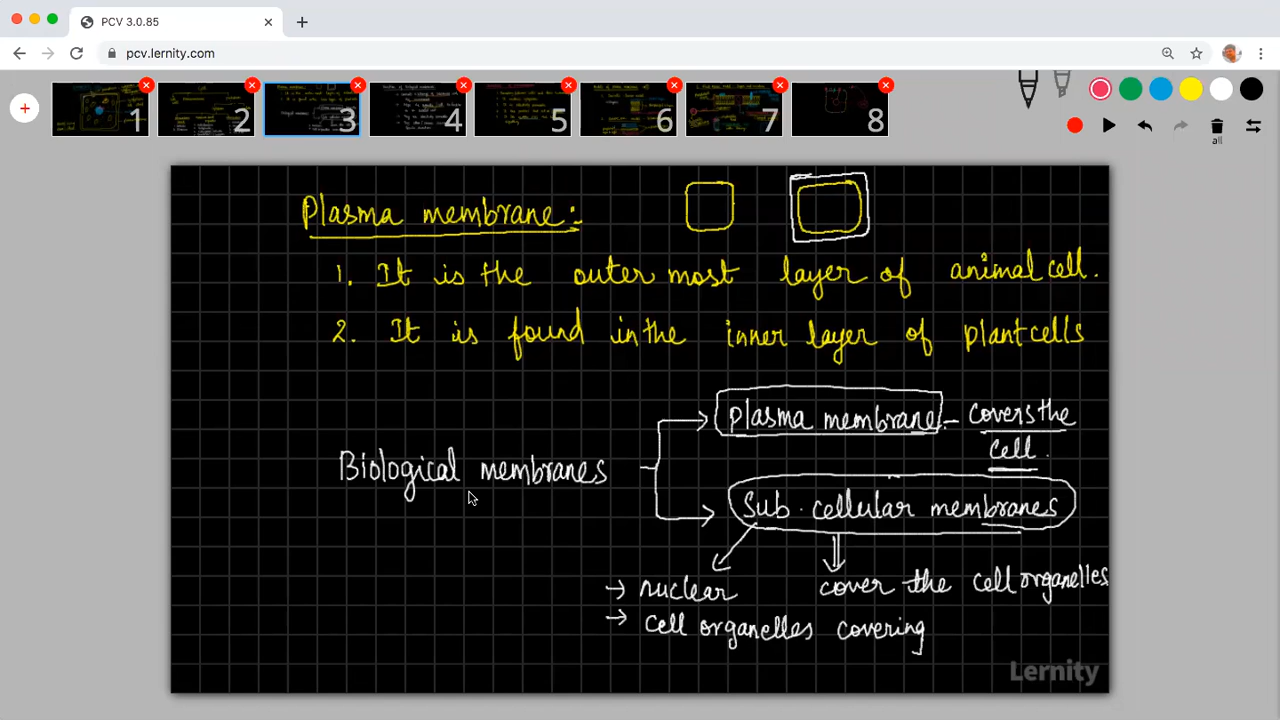 PCV 3.0.85
pcv.lernity.com
1 2 3 4 5 6 7 8
all
Plasma membrane:-
1. It is the outer most layer of animal cell.
2. It is found in the inner layer of plant cells
Biological membranes
plasma membrane - covers the
cell.
Sub-cellular membranes
→ nuclear
cover the cell organelles
→ cell organelles covering
Lernity